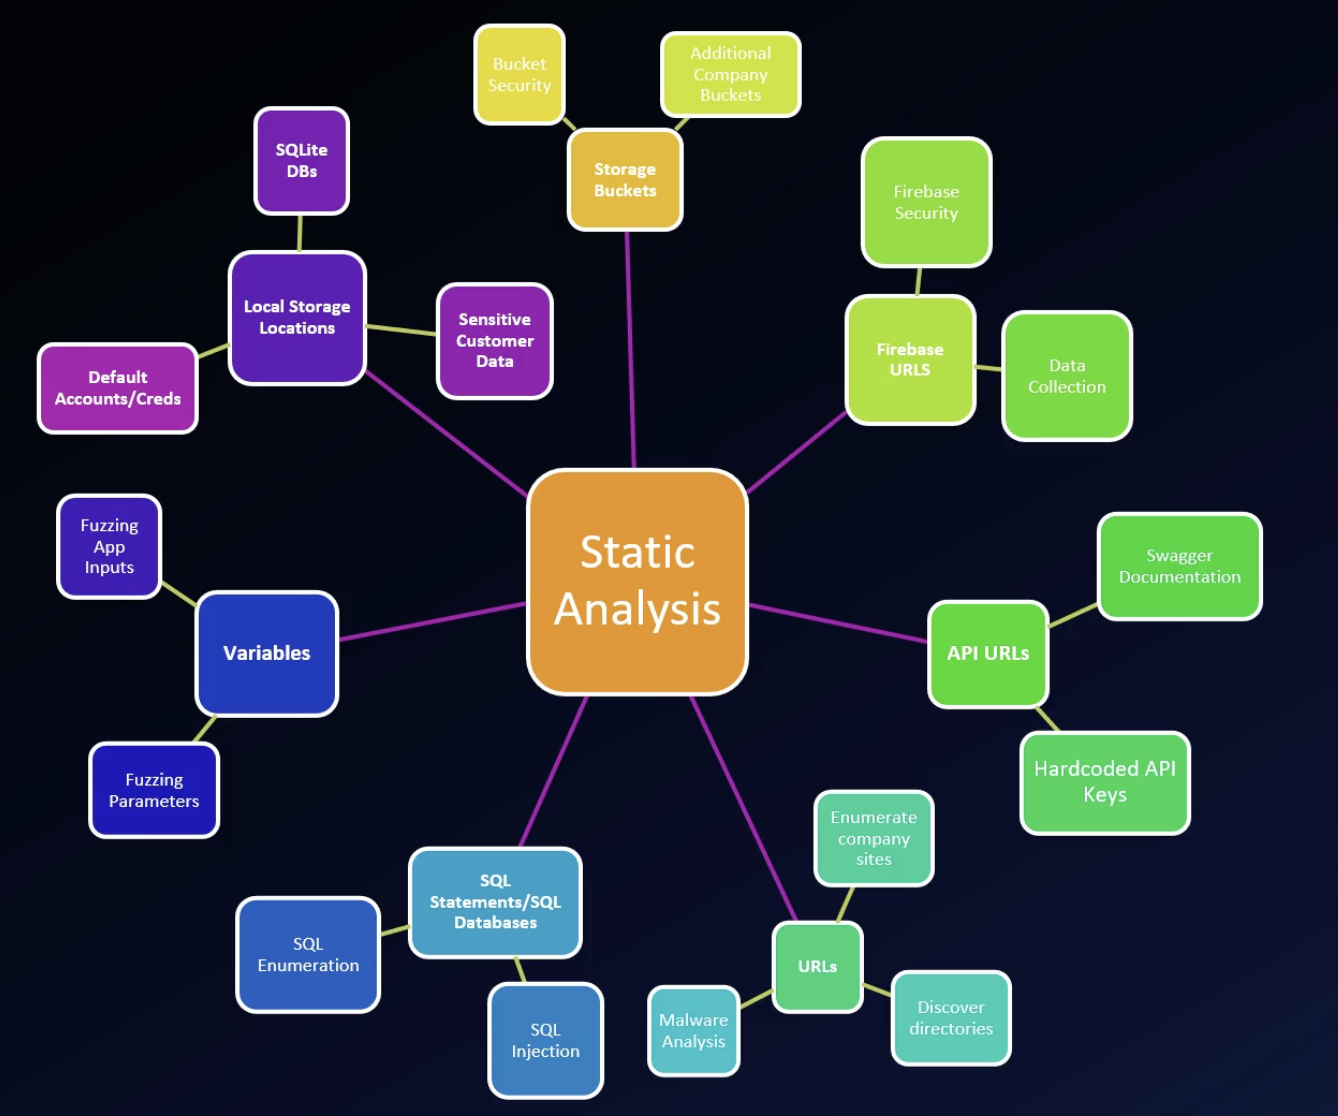 Bucket
Security
Additional
Company
Buckets
Storage
Buckets
SQLite
DBs
Local Storage
Locations
Sensitive
Customer
Data
Default
Accounts/Creds
Firebase
Security
Firebase
URLS
Data
Collection
Static
Analysis
Fuzzing
App
Inputs
Variables
Fuzzing
Parameters
Swagger
Documentation
API URLs
Hardcoded API
Keys
SQL
Statements/SQL
Databases
SQL
Enumeration
SQL
Injection
Enumerate
company
sites
URLs
Malware
Analysis
Discover
directories